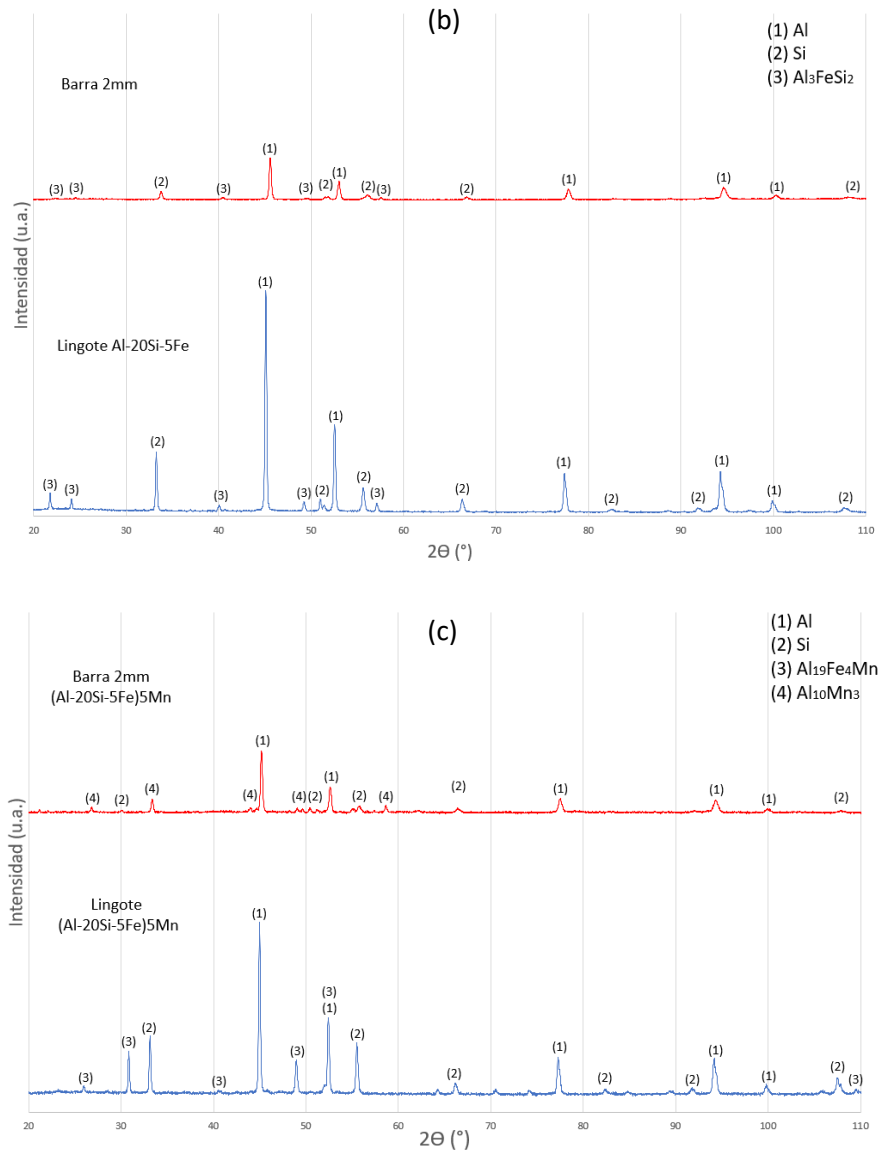 (b)
(1) Al
(2) Si
(3) Al₃FeSi₂
Barra 2mm
(3) (3) (2) (3) (1) (3) (2) (1) (2) (3) (2) (1) (1) (1) (2)
Intensidad (u.a.)
Lingote Al-20Si-5Fe
(3) (3) (2) (3) (1) (3) (2) (1) (2) (3) (2) (1) (2) (2) (1) (1) (2)
20 30 40 50 60 70 80 90 100 110
2Θ (°)
(c)
(1) Al
(2) Si
(3) Al₁₉Fe₄Mn
(4) Al₁₀Mn₃
Barra 2mm
(Al-20Si-5Fe)5Mn
(4) (2) (4) (4) (1) (4) (2) (1) (2) (4) (2) (1) (1) (1) (2)
Intensidad (u.a.)
Lingote
(Al-20Si-5Fe)5Mn
(3) (3) (2) (3) (1) (3) (3) (1) (2) (2) (1) (2) (2) (1) (1) (2) (3)
20 30 40 50 60 70 80 90 100 110
2Θ (°)